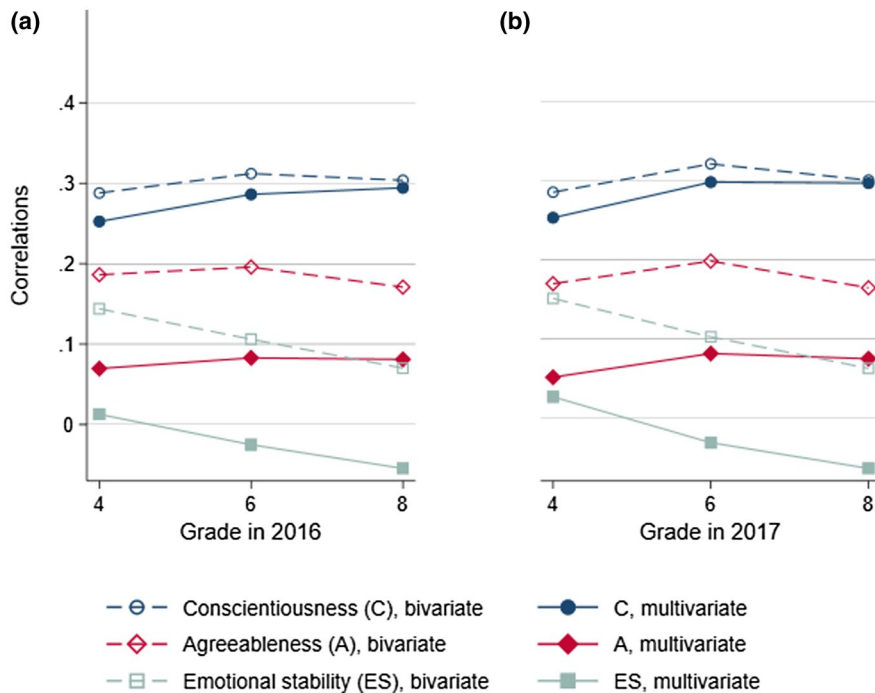 (a)
(b)
.4
.3
.2
.1
0
Correlations
4 6 8
Grade in 2016
4 6 8
Grade in 2017
Conscientiousness (C), bivariate
C, multivariate
Agreeableness (A), bivariate
A, multivariate
Emotional stability (ES), bivariate
ES, multivariate